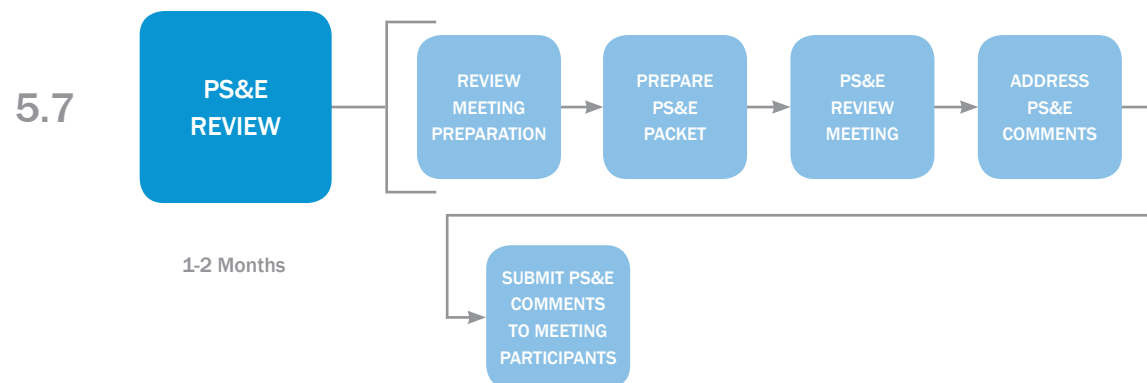 5.7
PS&E
REVIEW
1-2 Months
REVIEW
MEETING
PREPARATION
PREPARE
PS&E
PACKET
PS&E
REVIEW
MEETING
ADDRESS
PS&E
COMMENTS
SUBMIT PS&E
COMMENTS
TO MEETING
PARTICIPANTS